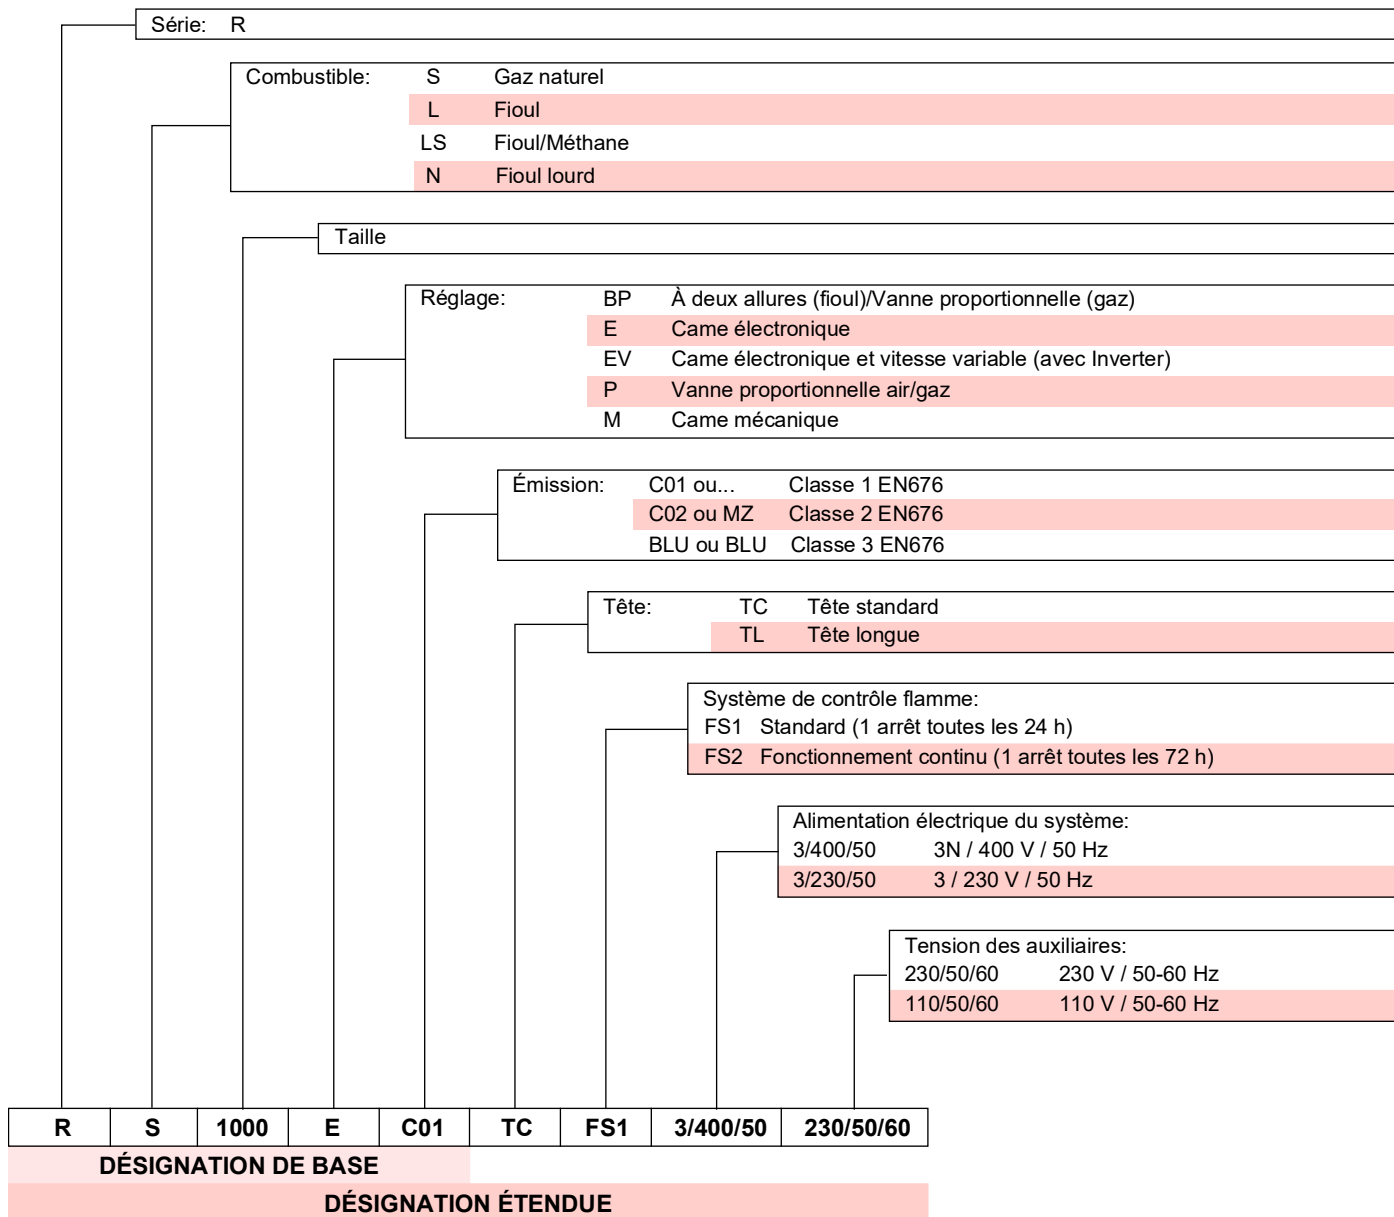 Série: R
Combustible: S Gaz naturel
L Fioul
LS Fioul/Méthane
N Fioul lourd
Taille
Réglage: BP À deux allures (fioul)/Vanne proportionnelle (gaz)
E Came électronique
EV Came électronique et vitesse variable (avec Inverter)
P Vanne proportionnelle air/gaz
M Came mécanique
Émission: C01 ou... Classe 1 EN676
C02 ou MZ Classe 2 EN676
BLU ou BLU Classe 3 EN676
Tête: TC Tête standard
TL Tête longue
Système de contrôle flamme:
FS1 Standard (1 arrêt toutes les 24 h)
FS2 Fonctionnement continu (1 arrêt toutes les 72 h)
Alimentation électrique du système:
3/400/50 3N / 400 V / 50 Hz
3/230/50 3 / 230 V / 50 Hz
Tension des auxiliaires:
230/50/60 230 V / 50-60 Hz
110/50/60 110 V / 50-60 Hz
R S 1000 E C01 TC FS1 3/400/50 230/50/60
DÉSIGNATION DE BASE
DÉSIGNATION ÉTENDUE